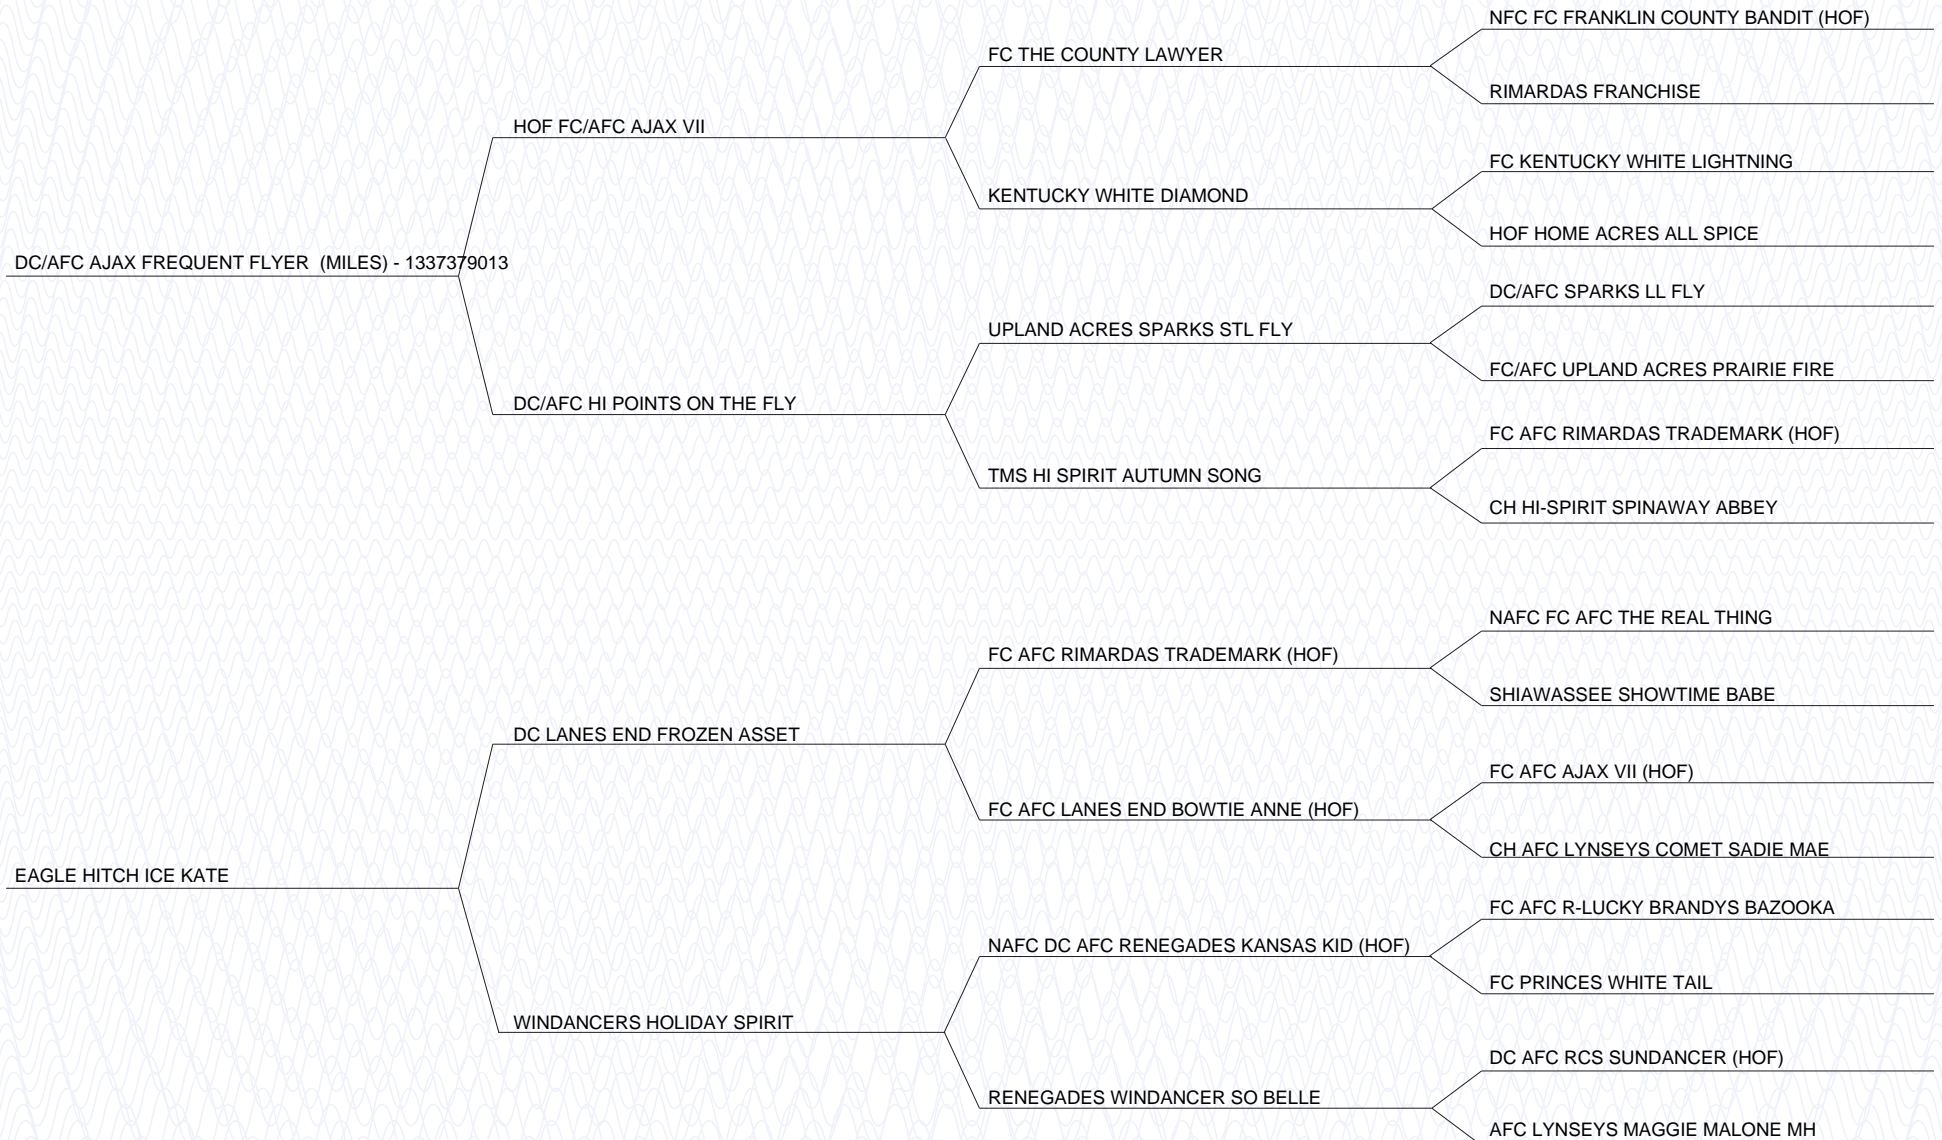 NFC FC FRANKLIN COUNTY BANDIT (HOF)
FC THE COUNTY LAWYER
RIMARDAS FRANCHISE
HOF FC/AFC AJAX VII
FC KENTUCKY WHITE LIGHTNING
KENTUCKY WHITE DIAMOND
HOF HOME ACRES ALL SPICE
DC/AFC AJAX FREQUENT FLYER  (MILES) - 1337379013
DC/AFC SPARKS LL FLY
UPLAND ACRES SPARKS STL FLY
FC/AFC UPLAND ACRES PRAIRIE FIRE
DC/AFC HI POINTS ON THE FLY
FC AFC RIMARDAS TRADEMARK (HOF)
TMS HI SPIRIT AUTUMN SONG
CH HI-SPIRIT SPINAWAY ABBEY
NAFC FC AFC THE REAL THING
FC AFC RIMARDAS TRADEMARK (HOF)
SHIAWASSEE SHOWTIME BABE
DC LANES END FROZEN ASSET
FC AFC AJAX VII (HOF)
FC AFC LANES END BOWTIE ANNE (HOF)
CH AFC LYNSEYS COMET SADIE MAE
EAGLE HITCH ICE KATE
FC AFC R-LUCKY BRANDYS BAZOOKA
NAFC DC AFC RENEGADES KANSAS KID (HOF)
FC PRINCES WHITE TAIL
WINDANCERS HOLIDAY SPIRIT
DC AFC RCS SUNDANCER (HOF)
RENEGADES WINDANCER SO BELLE
AFC LYNSEYS MAGGIE MALONE MH